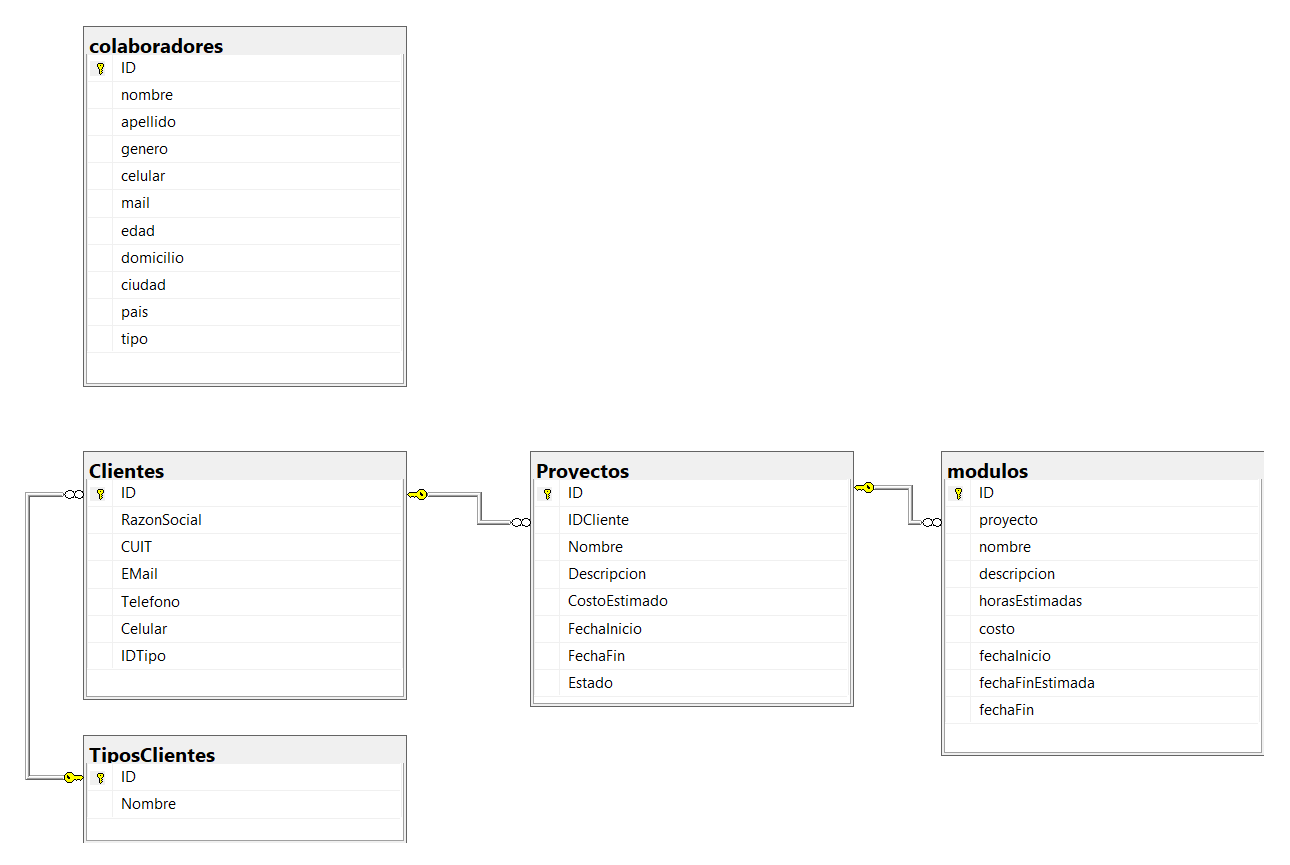 colaboradores
ID
nombre
apellido
genero
celular
mail
edad
domicilio
ciudad
pais
tipo
Clientes
ID
RazonSocial
CUIT
EMail
Telefono
Celular
IDTipo
Proyectos
ID
IDCliente
Nombre
Descripcion
CostoEstimado
FechaInicio
FechaFin
Estado
modulos
ID
proyecto
nombre
descripcion
horasEstimadas
costo
fechaInicio
fechaFinEstimada
fechaFin
TiposClientes
ID
Nombre